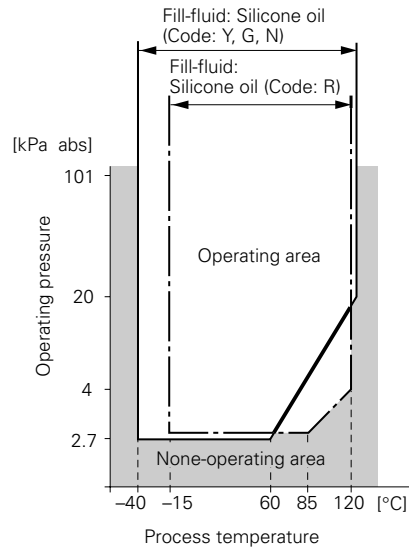 Fill-fluid: Silicone oil
(Code: Y, G, N)
Fill-fluid:
Silicone oil (Code: R)
[kPa abs]
101
Operating pressure
Operating area
20
4
2.7
None-operating area
–40 –15 60 85 120 [°C]
Process temperature